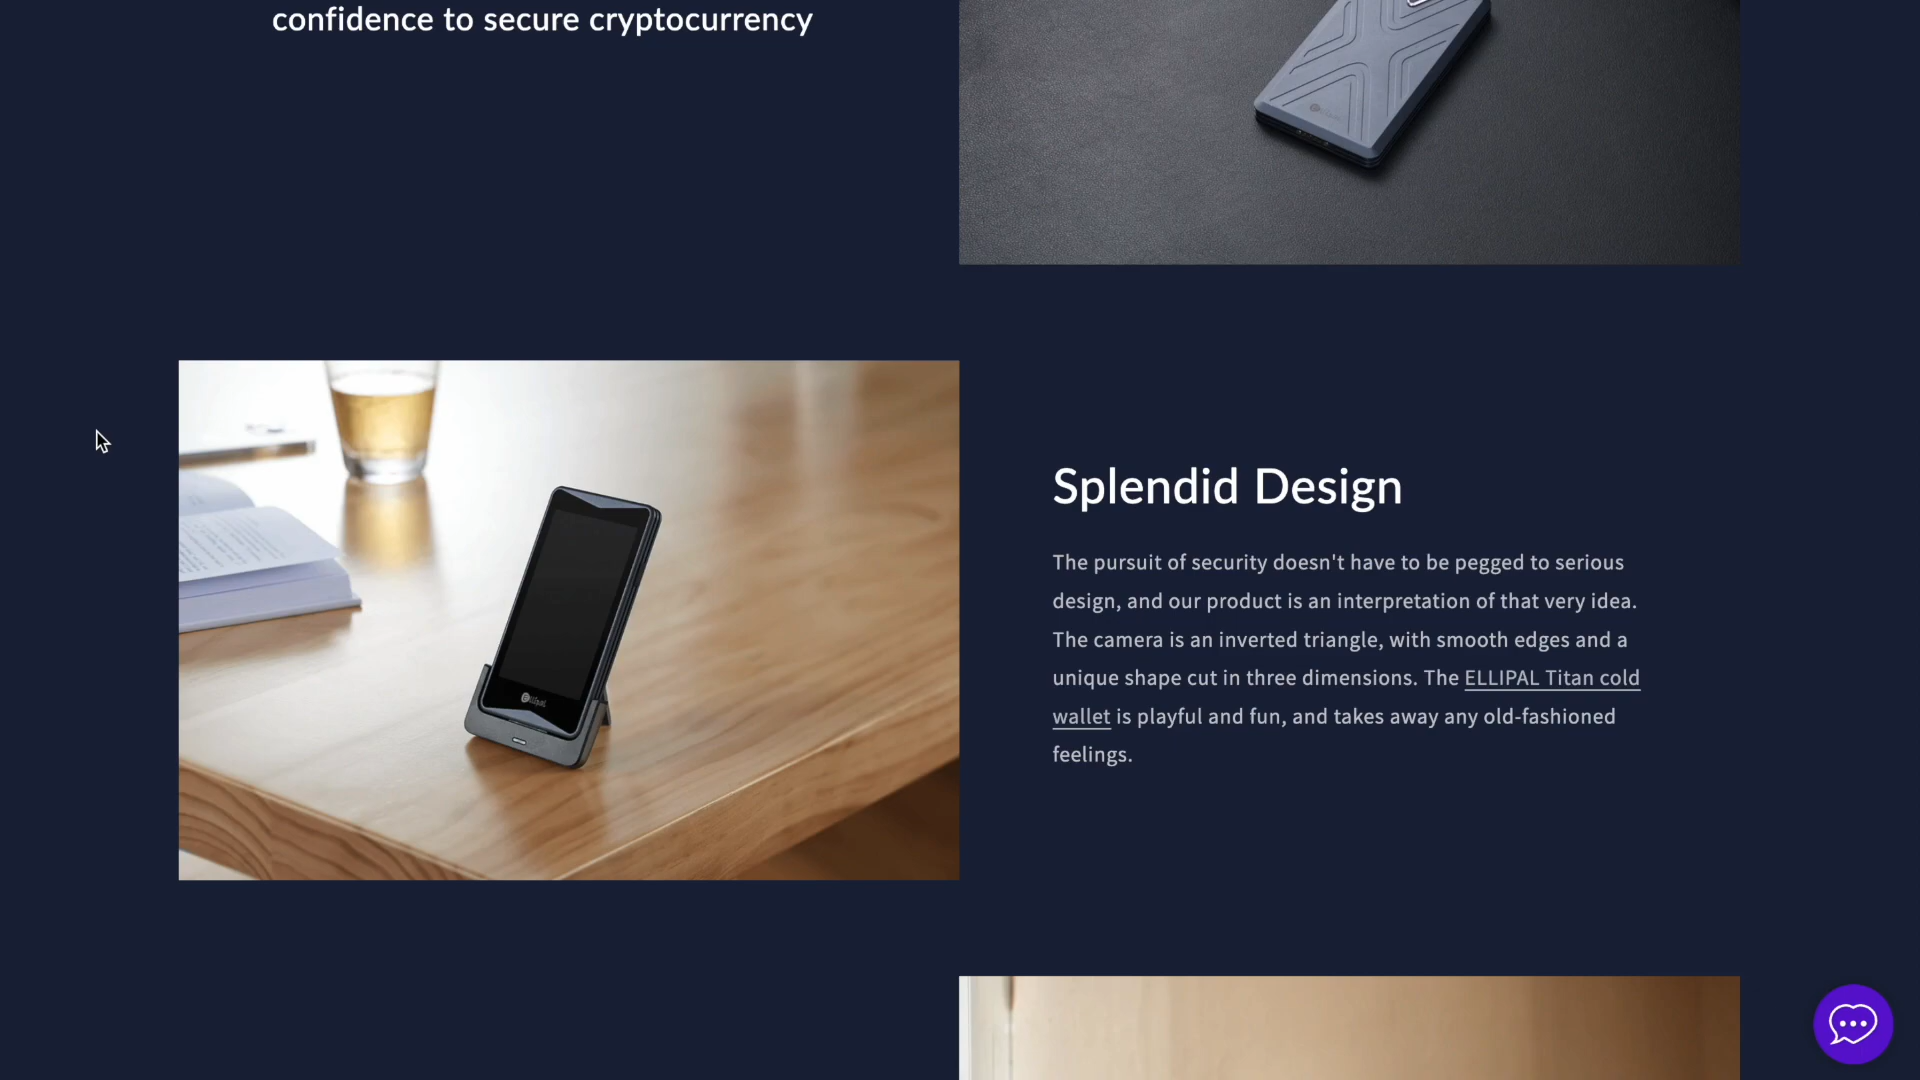 confidence to secure cryptocurrency
Splendid Design
The pursuit of security doesn't have to be pegged to serious
design, and our product is an interpretation of that very idea.
The camera is an inverted triangle, with smooth edges and a
unique shape cut in three dimensions. The ELLIPAL Titan cold
wallet is playful and fun, and takes away any old-fashioned
feelings.
Ellipal